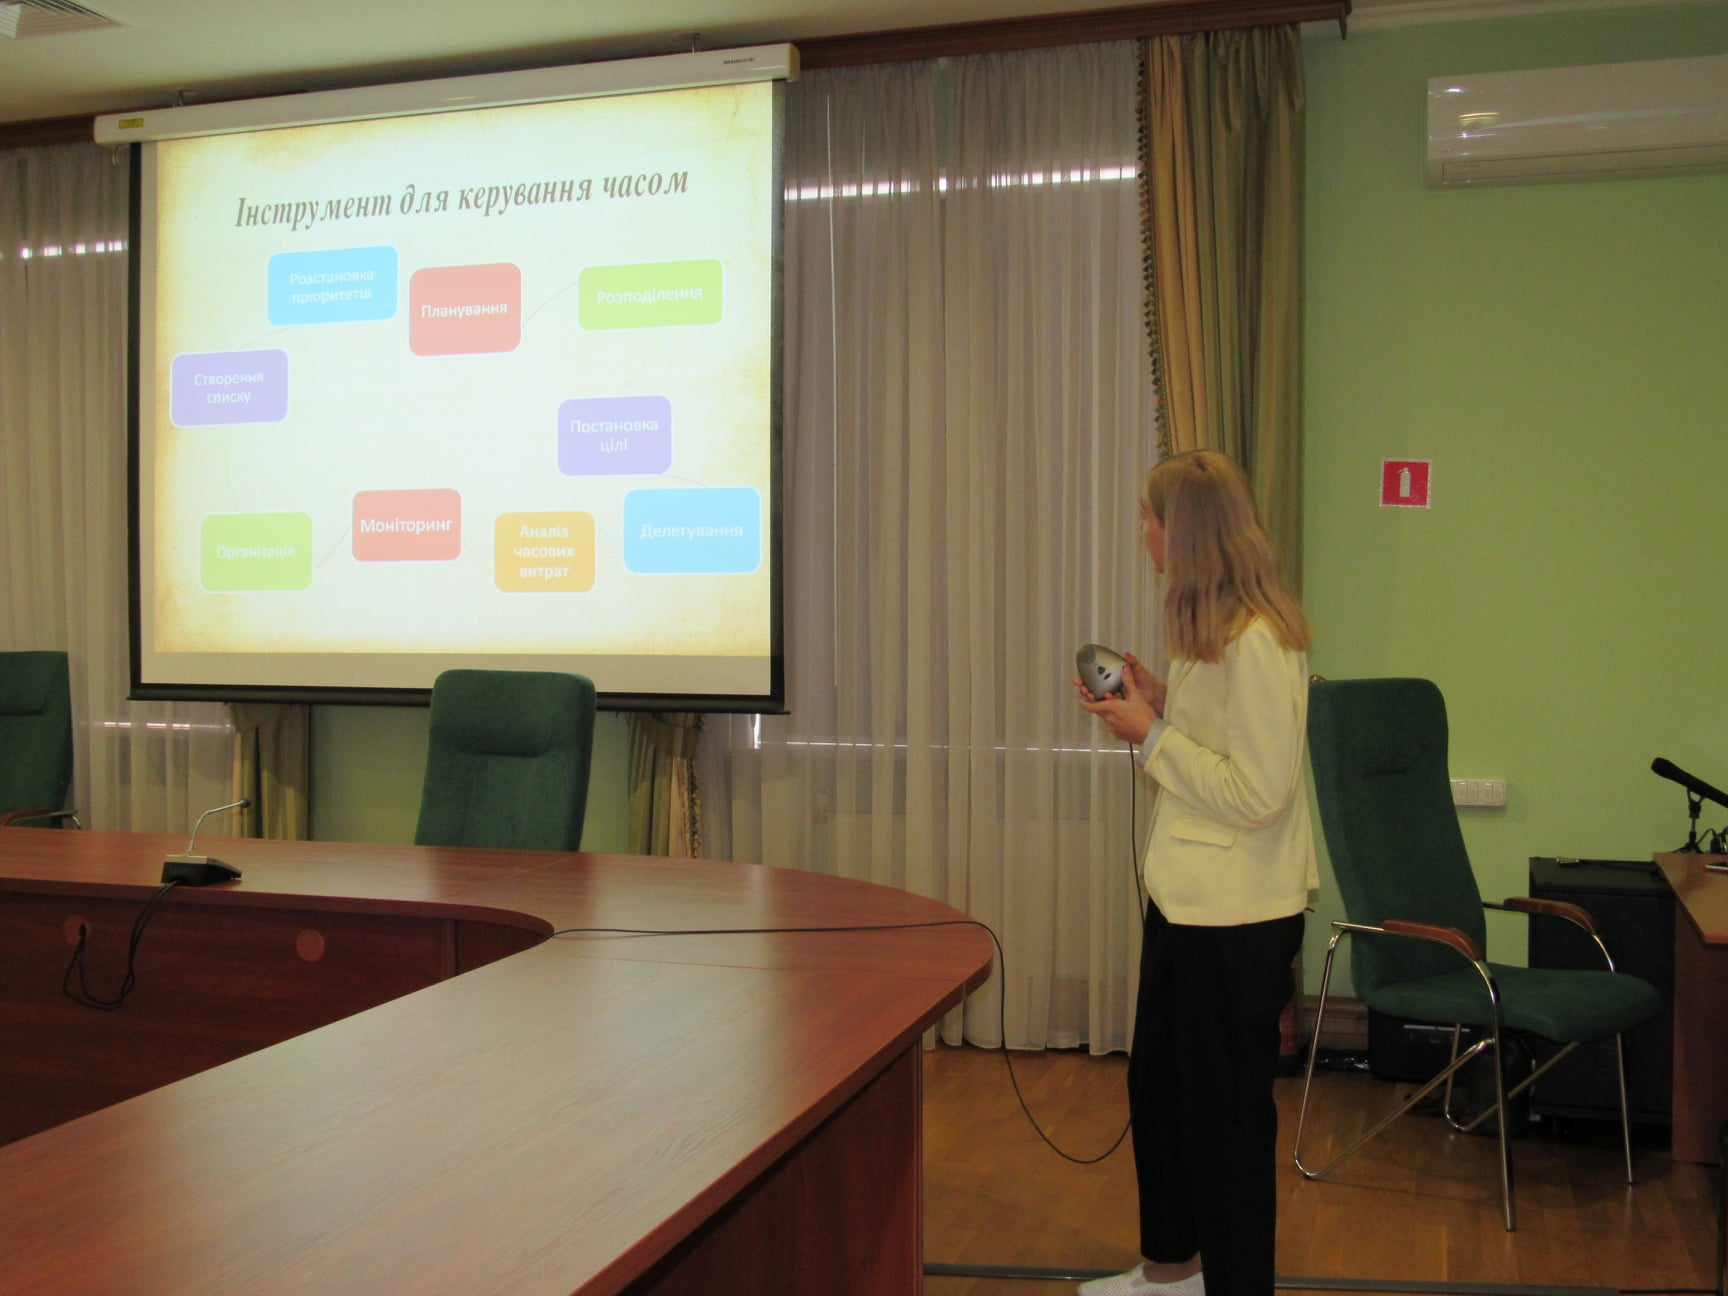 Інструмент для керування часом
Розстановка
пріоритетів
Планування
Розподілення
Створення
списку
Постановка
цілі
Організація
Моніторинг
Аналіз
часових
витрат
Делегування